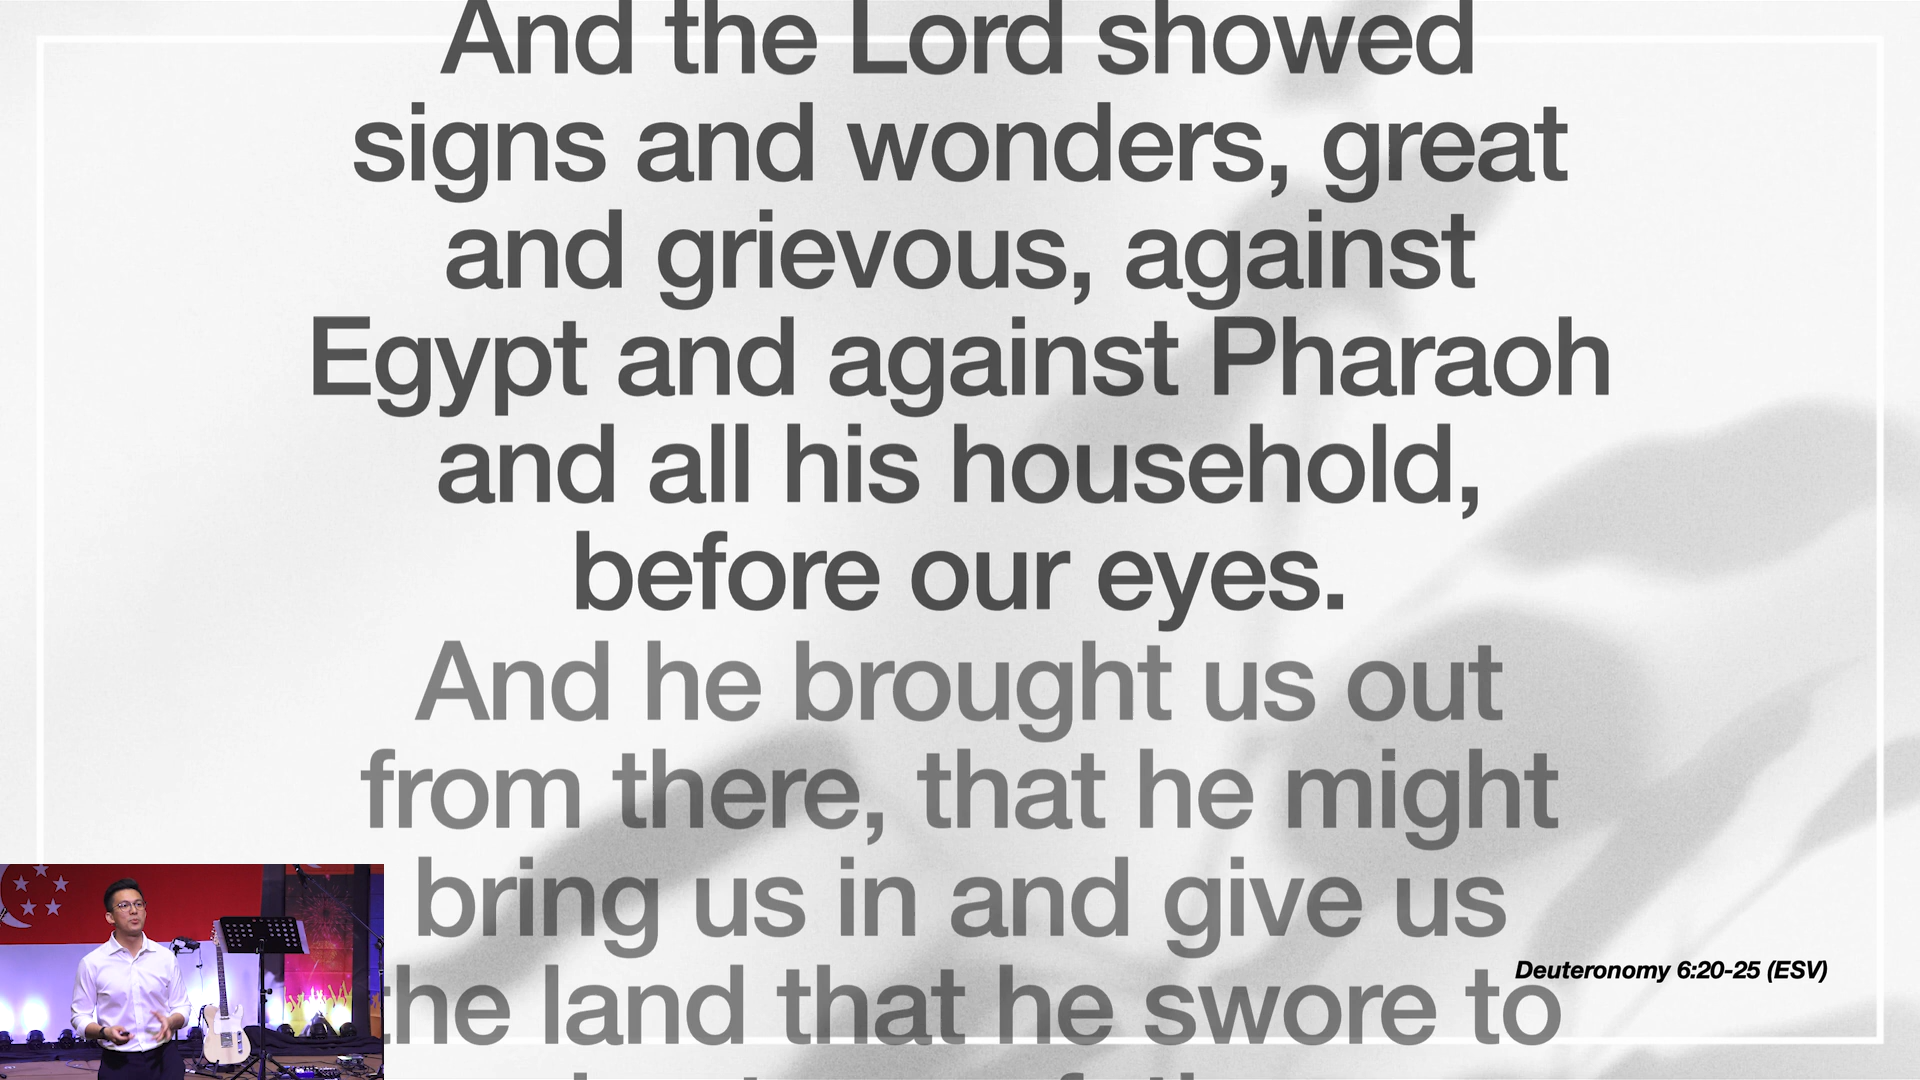 And the Lord showed
signs and wonders, great
and grievous, against
Egypt and against Pharaoh
and all his household,
before our eyes.
And he brought us out
from there, that he might
bring us in and give us
the land that he swore to
Deuteronomy 6:20-25 (ESV)